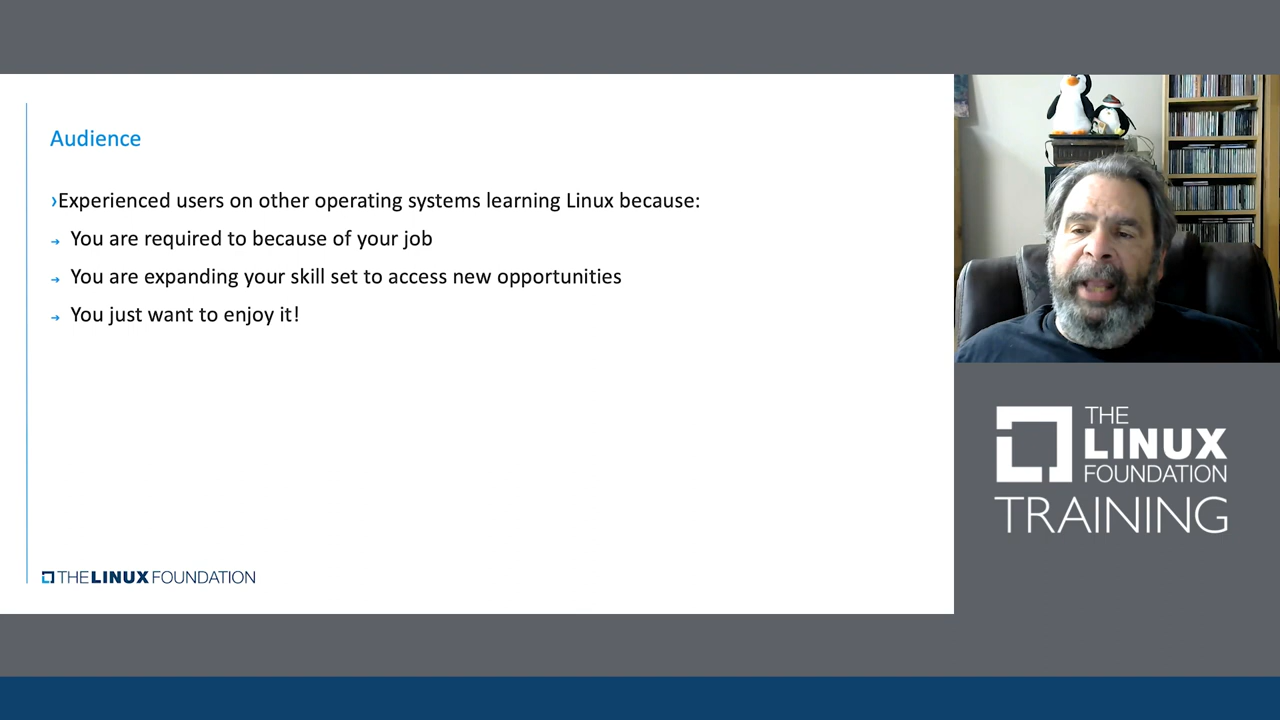 Audience
›Experienced users on other operating systems learning Linux because:
→ You are required to because of your job
→ You are expanding your skill set to access new opportunities
→ You just want to enjoy it!
THE LINUX FOUNDATION
THE
LINUX
FOUNDATION
TRAINING